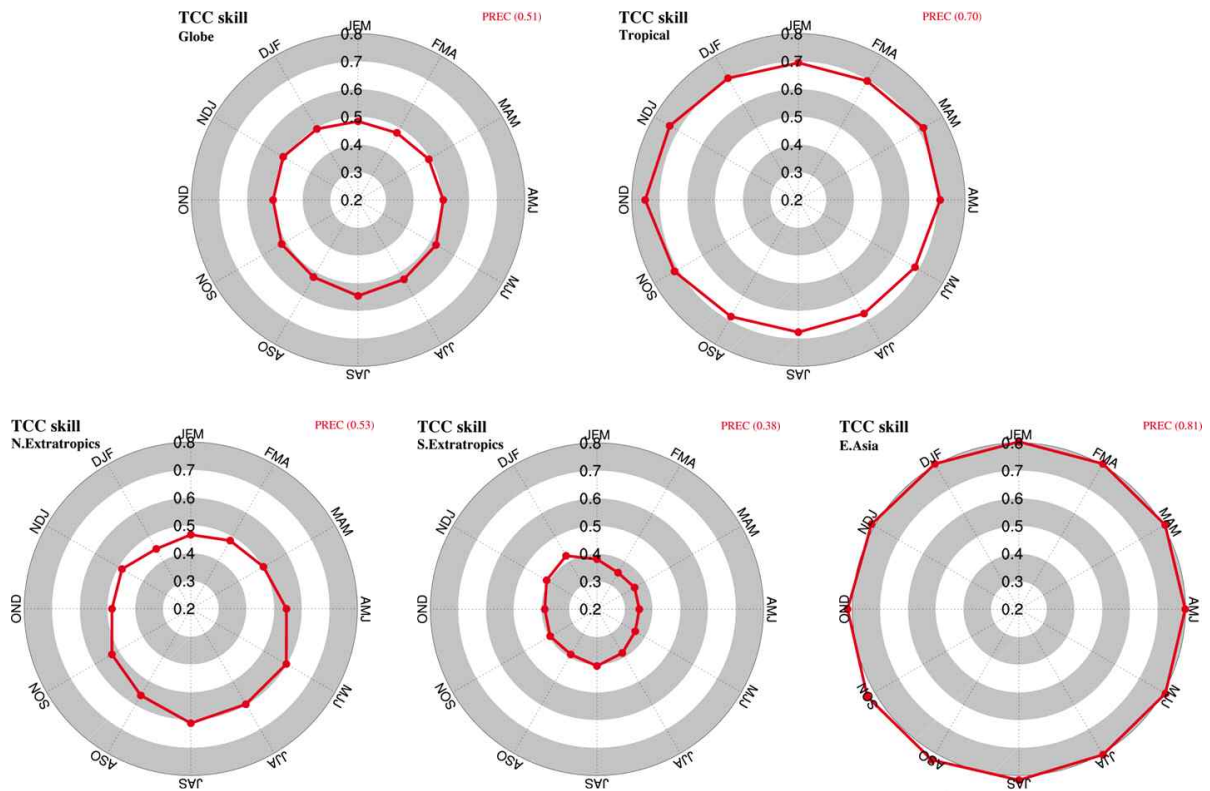 TCC skill
Globe
PREC (0.51)
JFM
FMA
MAM
AMJ
MJJ
JJA
JAS
ASO
SON
OND
NDJ
DJF
0.8
0.7
0.6
0.5
0.4
0.3
0.2
TCC skill
Tropical
PREC (0.70)
JFM
FMA
MAM
AMJ
MJJ
JJA
JAS
ASO
SON
OND
NDJ
DJF
0.8
0.7
0.6
0.5
0.4
0.3
0.2
TCC skill
N.Extratropics
PREC (0.53)
JFM
FMA
MAM
AMJ
MJJ
JJA
JAS
ASO
SON
OND
NDJ
DJF
0.8
0.7
0.6
0.5
0.4
0.3
0.2
TCC skill
S.Extratropics
PREC (0.38)
JFM
FMA
MAM
AMJ
MJJ
JJA
JAS
ASO
SON
OND
NDJ
DJF
0.8
0.7
0.6
0.5
0.4
0.3
0.2
TCC skill
E.Asia
PREC (0.81)
JFM
FMA
MAM
AMJ
MJJ
JJA
JAS
ASO
SON
OND
NDJ
DJF
0.8
0.7
0.6
0.5
0.4
0.3
0.2